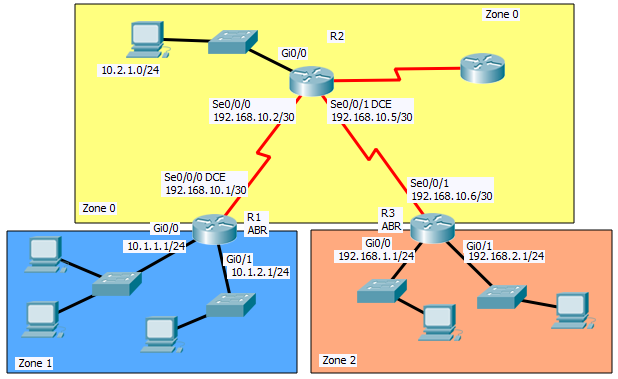 Zone 0
R2
Gi0/0
10.2.1.0/24
Se0/0/0
192.168.10.2/30
Se0/0/1 DCE
192.168.10.5/30
Se0/0/0 DCE
192.168.10.1/30
Se0/0/1
192.168.10.6/30
Zone 0
R1
ABR
Gi0/0
10.1.1.1/24
Gi0/1
10.1.2.1/24
R3
ABR
Gi0/0
192.168.1.1/24
Gi0/1
192.168.2.1/24
Zone 1
Zone 2